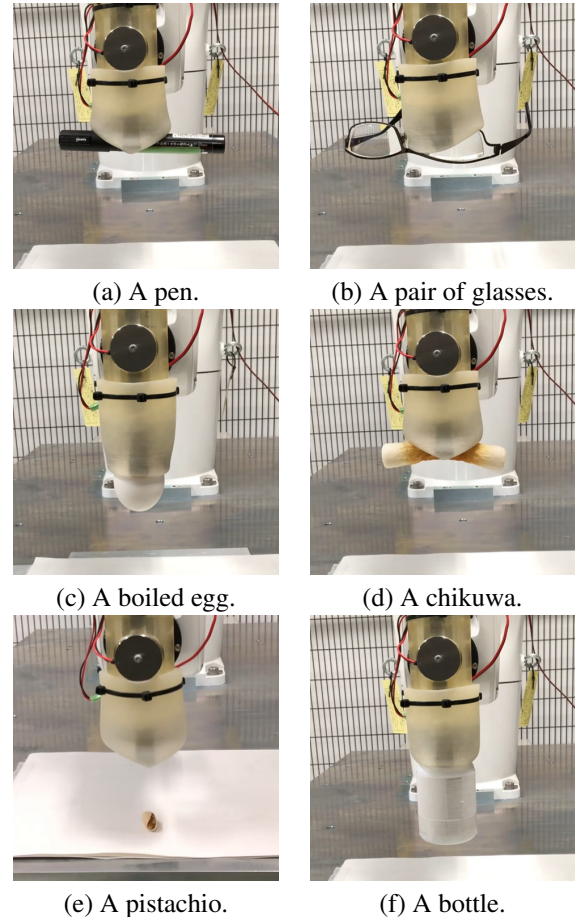 (a) A pen.
(b) A pair of glasses.
(c) A boiled egg.
(d) A chikuwa.
(e) A pistachio.
(f) A bottle.